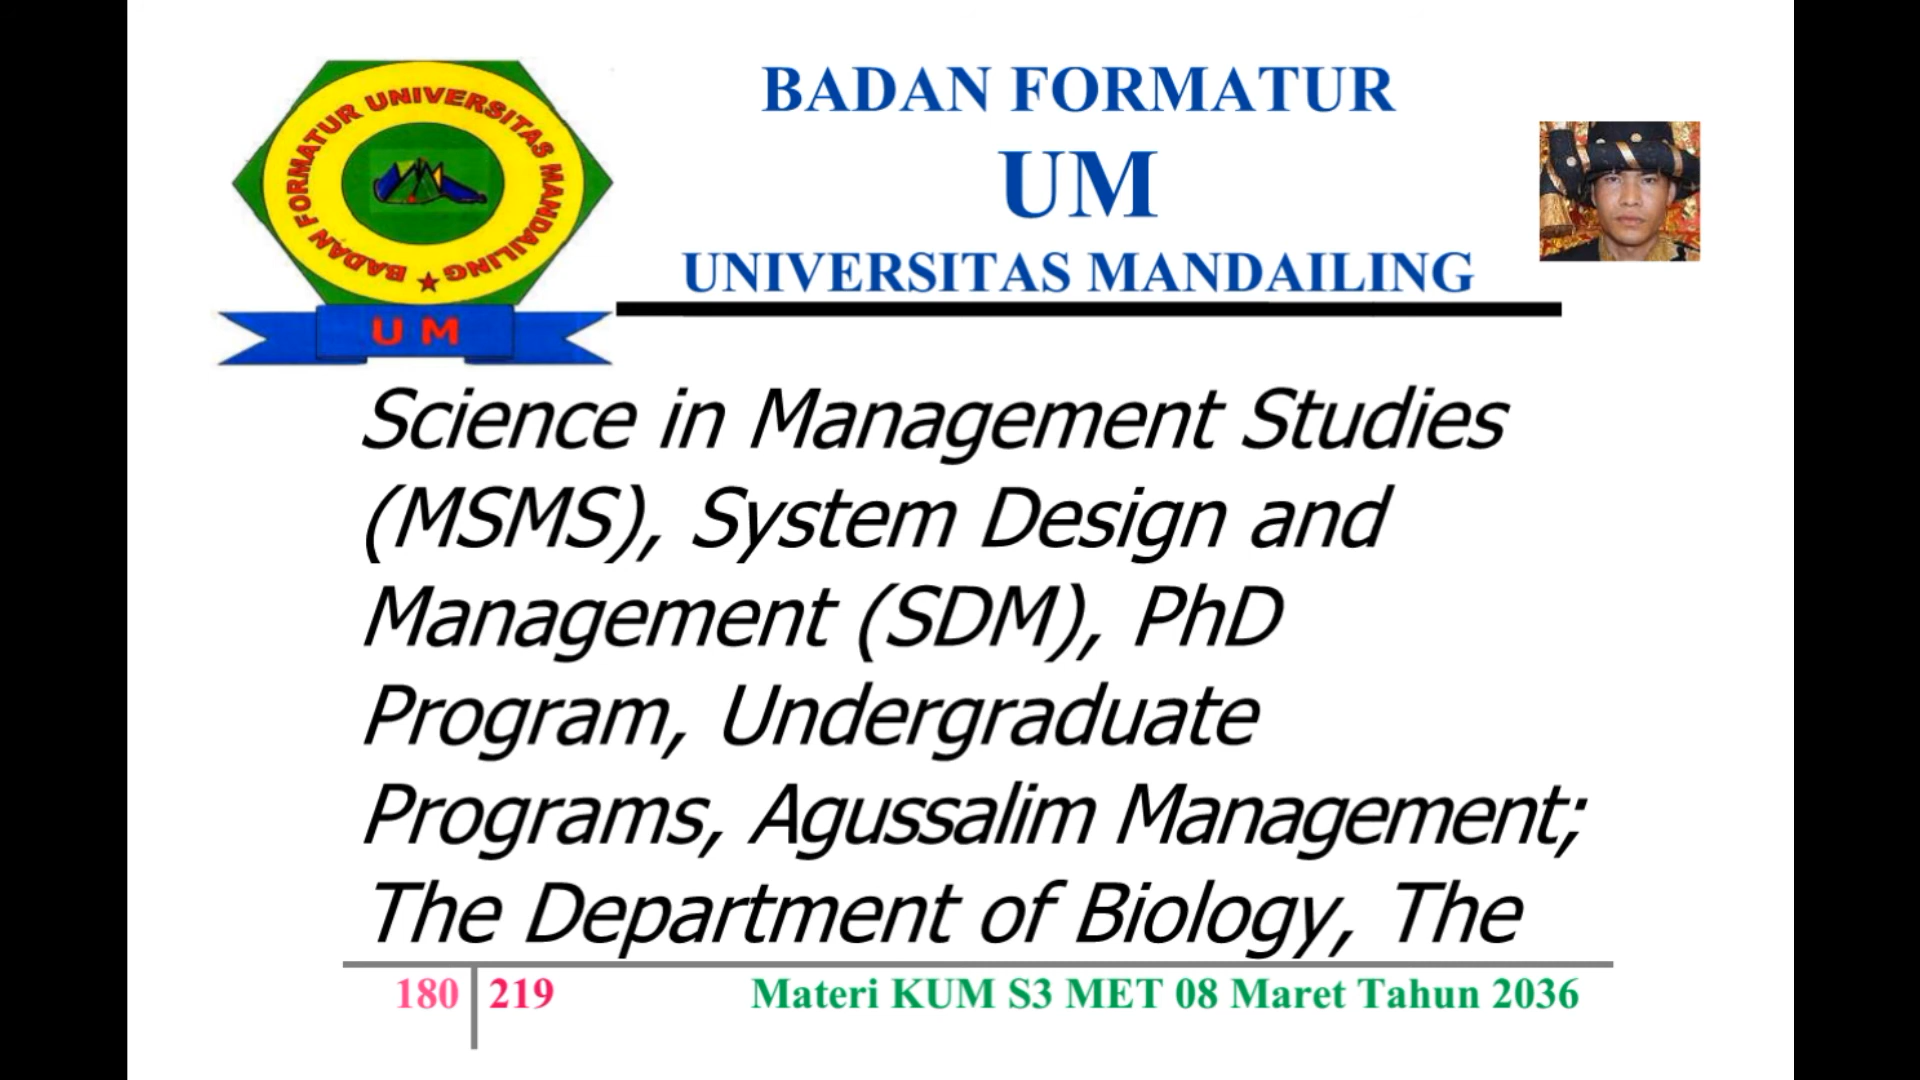 BADAN FORMATUR UNIVERSITAS MANDAILING
UM
BADAN FORMATUR
UM
UNIVERSITAS MANDAILING
Science in Management Studies
(MSMS), System Design and
Management (SDM), PhD
Program, Undergraduate
Programs, Agussalim Management;
The Department of Biology, The
180 219 Materi KUM S3 MET 08 Maret Tahun 2036